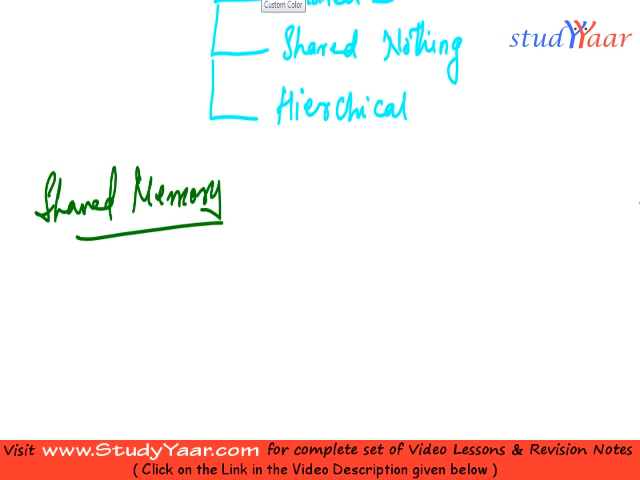 Custom Color
Shared Nothing
studYYaar
Hierchical
Shared Memory
Visit www.StudyYaar.com for complete set of Video Lessons & Revision Notes
( Click on the Link in the Video Description given below )